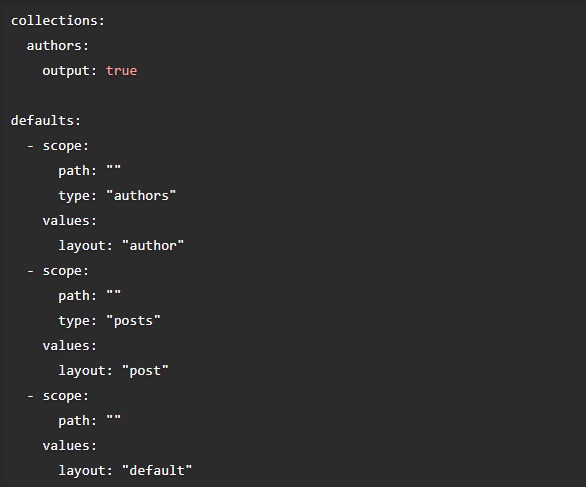 collections:
  authors:
    output: true

defaults:
  - scope:
      path: ""
      type: "authors"
    values:
      layout: "author"
  - scope:
      path: ""
      type: "posts"
    values:
      layout: "post"
  - scope:
      path: ""
    values:
      layout: "default"